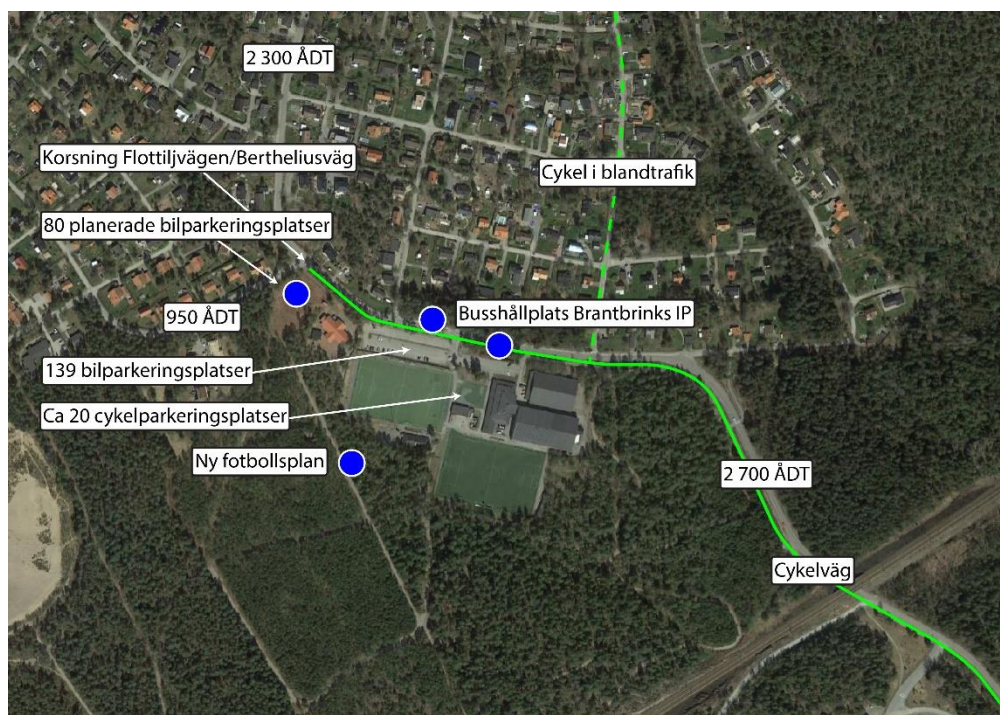 2 300 ÅDT
Korsning Flottiljvägen/Bertheliusväg
Cykel i blandtrafik
80 planerade bilparkeringsplatser
950 ÅDT
Busshållplats Brantbrinks IP
139 bilparkeringsplatser
Ca 20 cykelparkeringsplatser
Ny fotbollsplan
2 700 ÅDT
Cykelväg